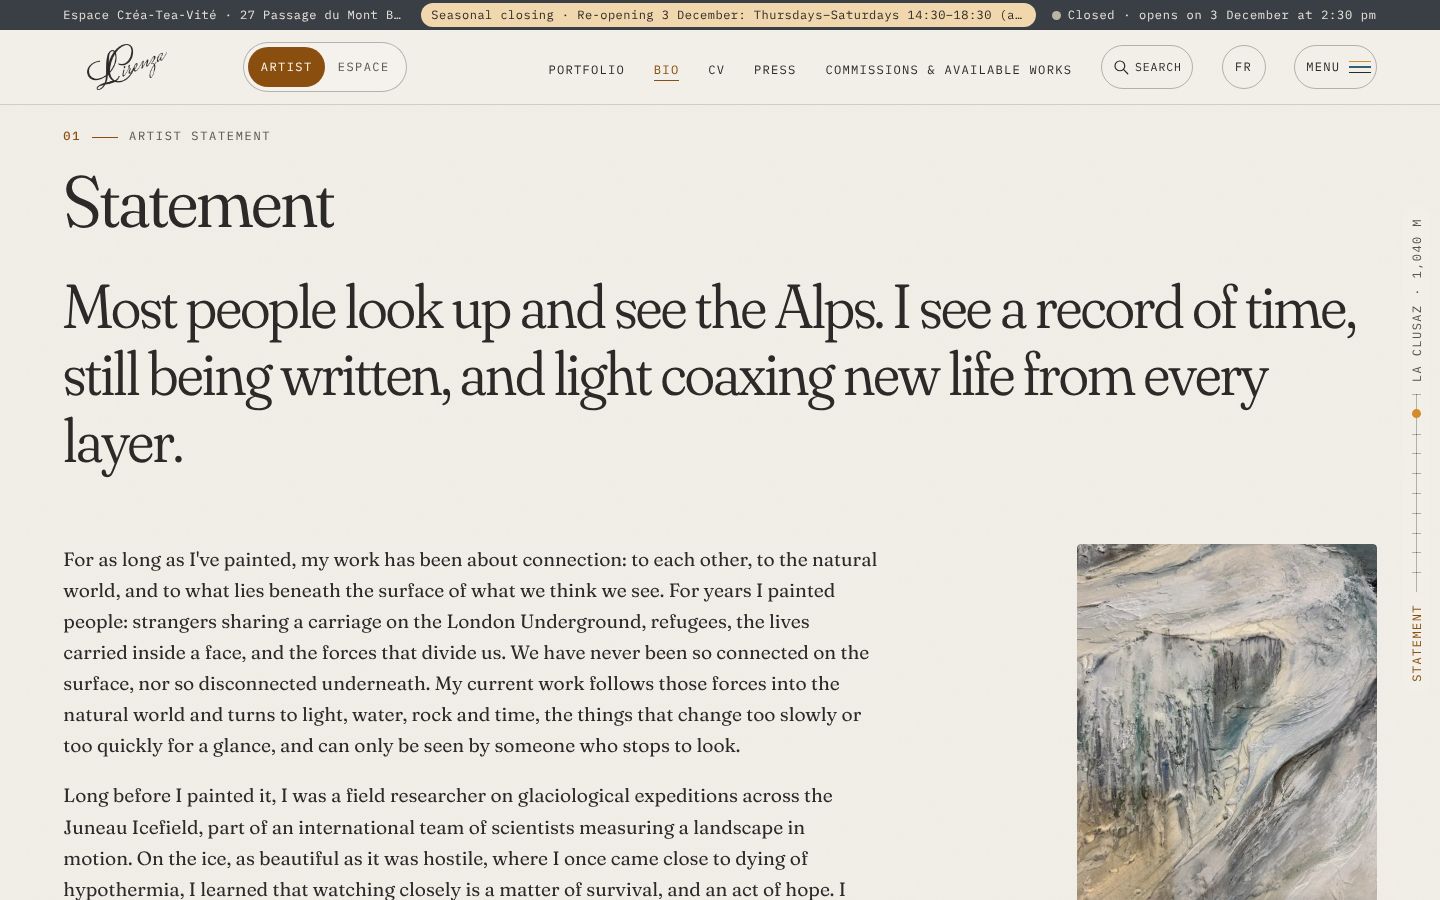 Espace Créa-Tea-Vité · 27 Passage du Mont B…
Seasonal closing · Re-opening 3 December: Thursdays–Saturdays 14:30–18:30 (a…
Closed · opens on 3 December at 2:30 pm
Lirenza
ARTIST
ESPACE
PORTFOLIO
BIO
CV
PRESS
COMMISSIONS & AVAILABLE WORKS
SEARCH
FR
MENU
01 ARTIST STATEMENT
Statement
Most people look up and see the Alps. I see a record of time,
still being written, and light coaxing new life from every
layer.
For as long as I've painted, my work has been about connection: to each other, to the natural
world, and to what lies beneath the surface of what we think we see. For years I painted
people: strangers sharing a carriage on the London Underground, refugees, the lives
carried inside a face, and the forces that divide us. We have never been so connected on the
surface, nor so disconnected underneath. My current work follows those forces into the
natural world and turns to light, water, rock and time, the things that change too slowly or
too quickly for a glance, and can only be seen by someone who stops to look.
Long before I painted it, I was a field researcher on glaciological expeditions across the
Juneau Icefield, part of an international team of scientists measuring a landscape in
motion. On the ice, as beautiful as it was hostile, where I once came close to dying of
hypothermia, I learned that watching closely is a matter of survival, and an act of hope. I
LA CLUSAZ · 1,040 M
STATEMENT